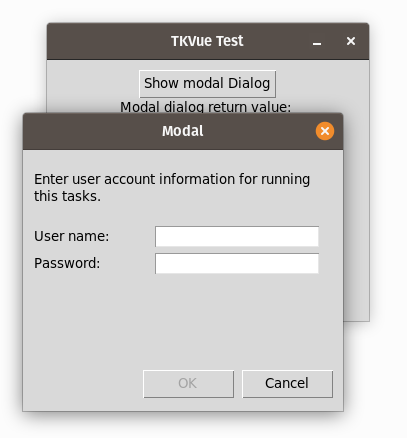 TKVue Test
Show modal Dialog
Modal dialog return value:
Modal
Enter user account information for running
this tasks.
User name:
Password:
OK
Cancel